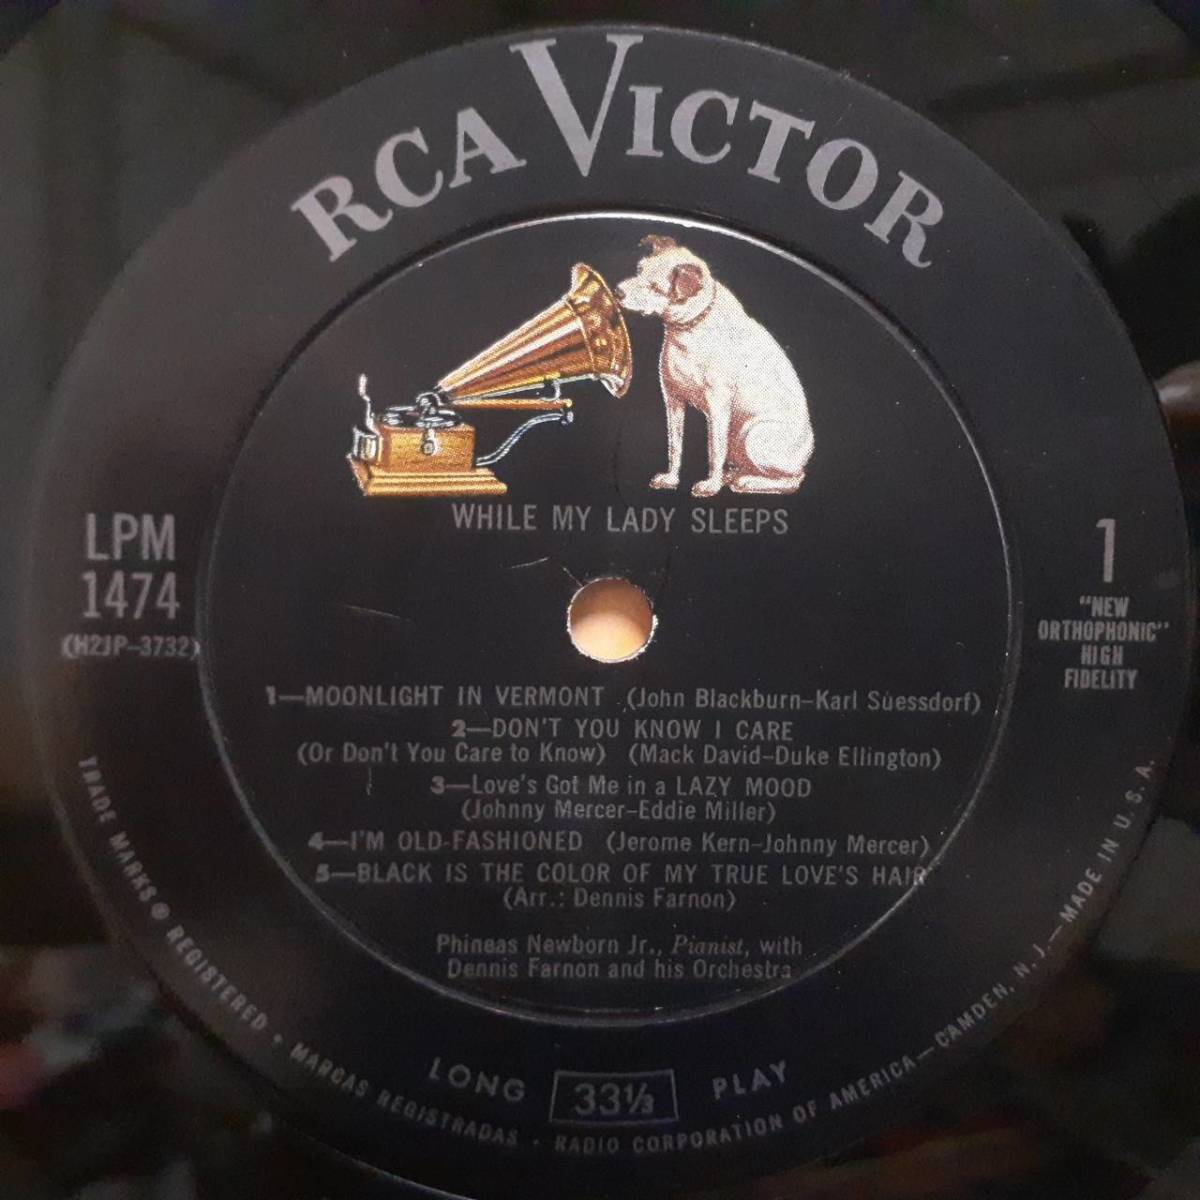 RCA VICTOR
WHILE MY LADY SLEEPS
LPM
1474
(H2JP-3732)
1
"NEW
ORTHOPHONIC"
HIGH
FIDELITY
1—MOONLIGHT IN VERMONT (John Blackburn-Karl Suessdorf)
2—DON'T YOU KNOW I CARE
(Or Don't You Care to Know) (Mack David-Duke Ellington)
3—Love's Got Me in a LAZY MOOD
(Johnny Mercer-Eddie Miller)
4—I'M OLD-FASHIONED (Jerome Kern-Johnny Mercer)
5—BLACK IS THE COLOR OF MY TRUE LOVE'S HAIR
(Arr.: Dennis Farnon)
Phineas Newborn Jr., Pianist, with
Dennis Farnon and his Orchestra
LONG 33⅓ PLAY
TRADE MARKS ® REGISTERED • MARCAS REGISTRADAS • RADIO CORPORATION OF AMERICA—CAMDEN, N. J.—MADE IN U. S. A.